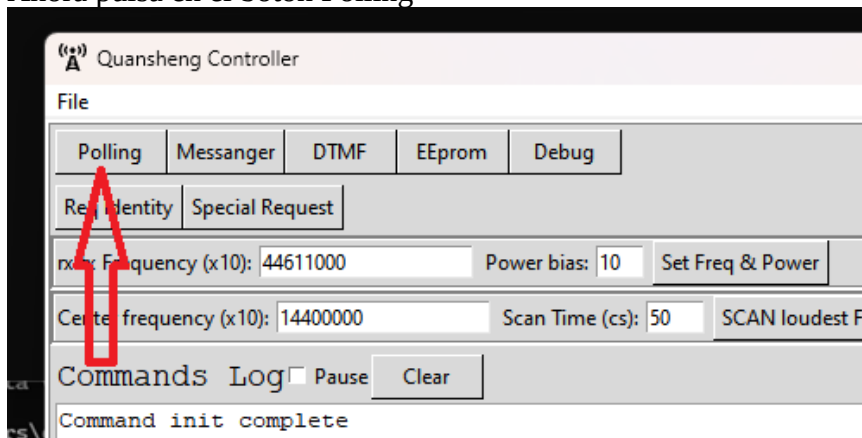 Ahora pulsa en el botón Polling
Quansheng Controller
File
Polling Messanger DTMF EEprom Debug
Req Identity Special Request
Frequency (x10): 44611000 Power bias: 10 Set Freq & Power
Center frequency (x10): 14400000 Scan Time (cs): 50 SCAN loudest F
Commands Log Pause Clear
Command init complete